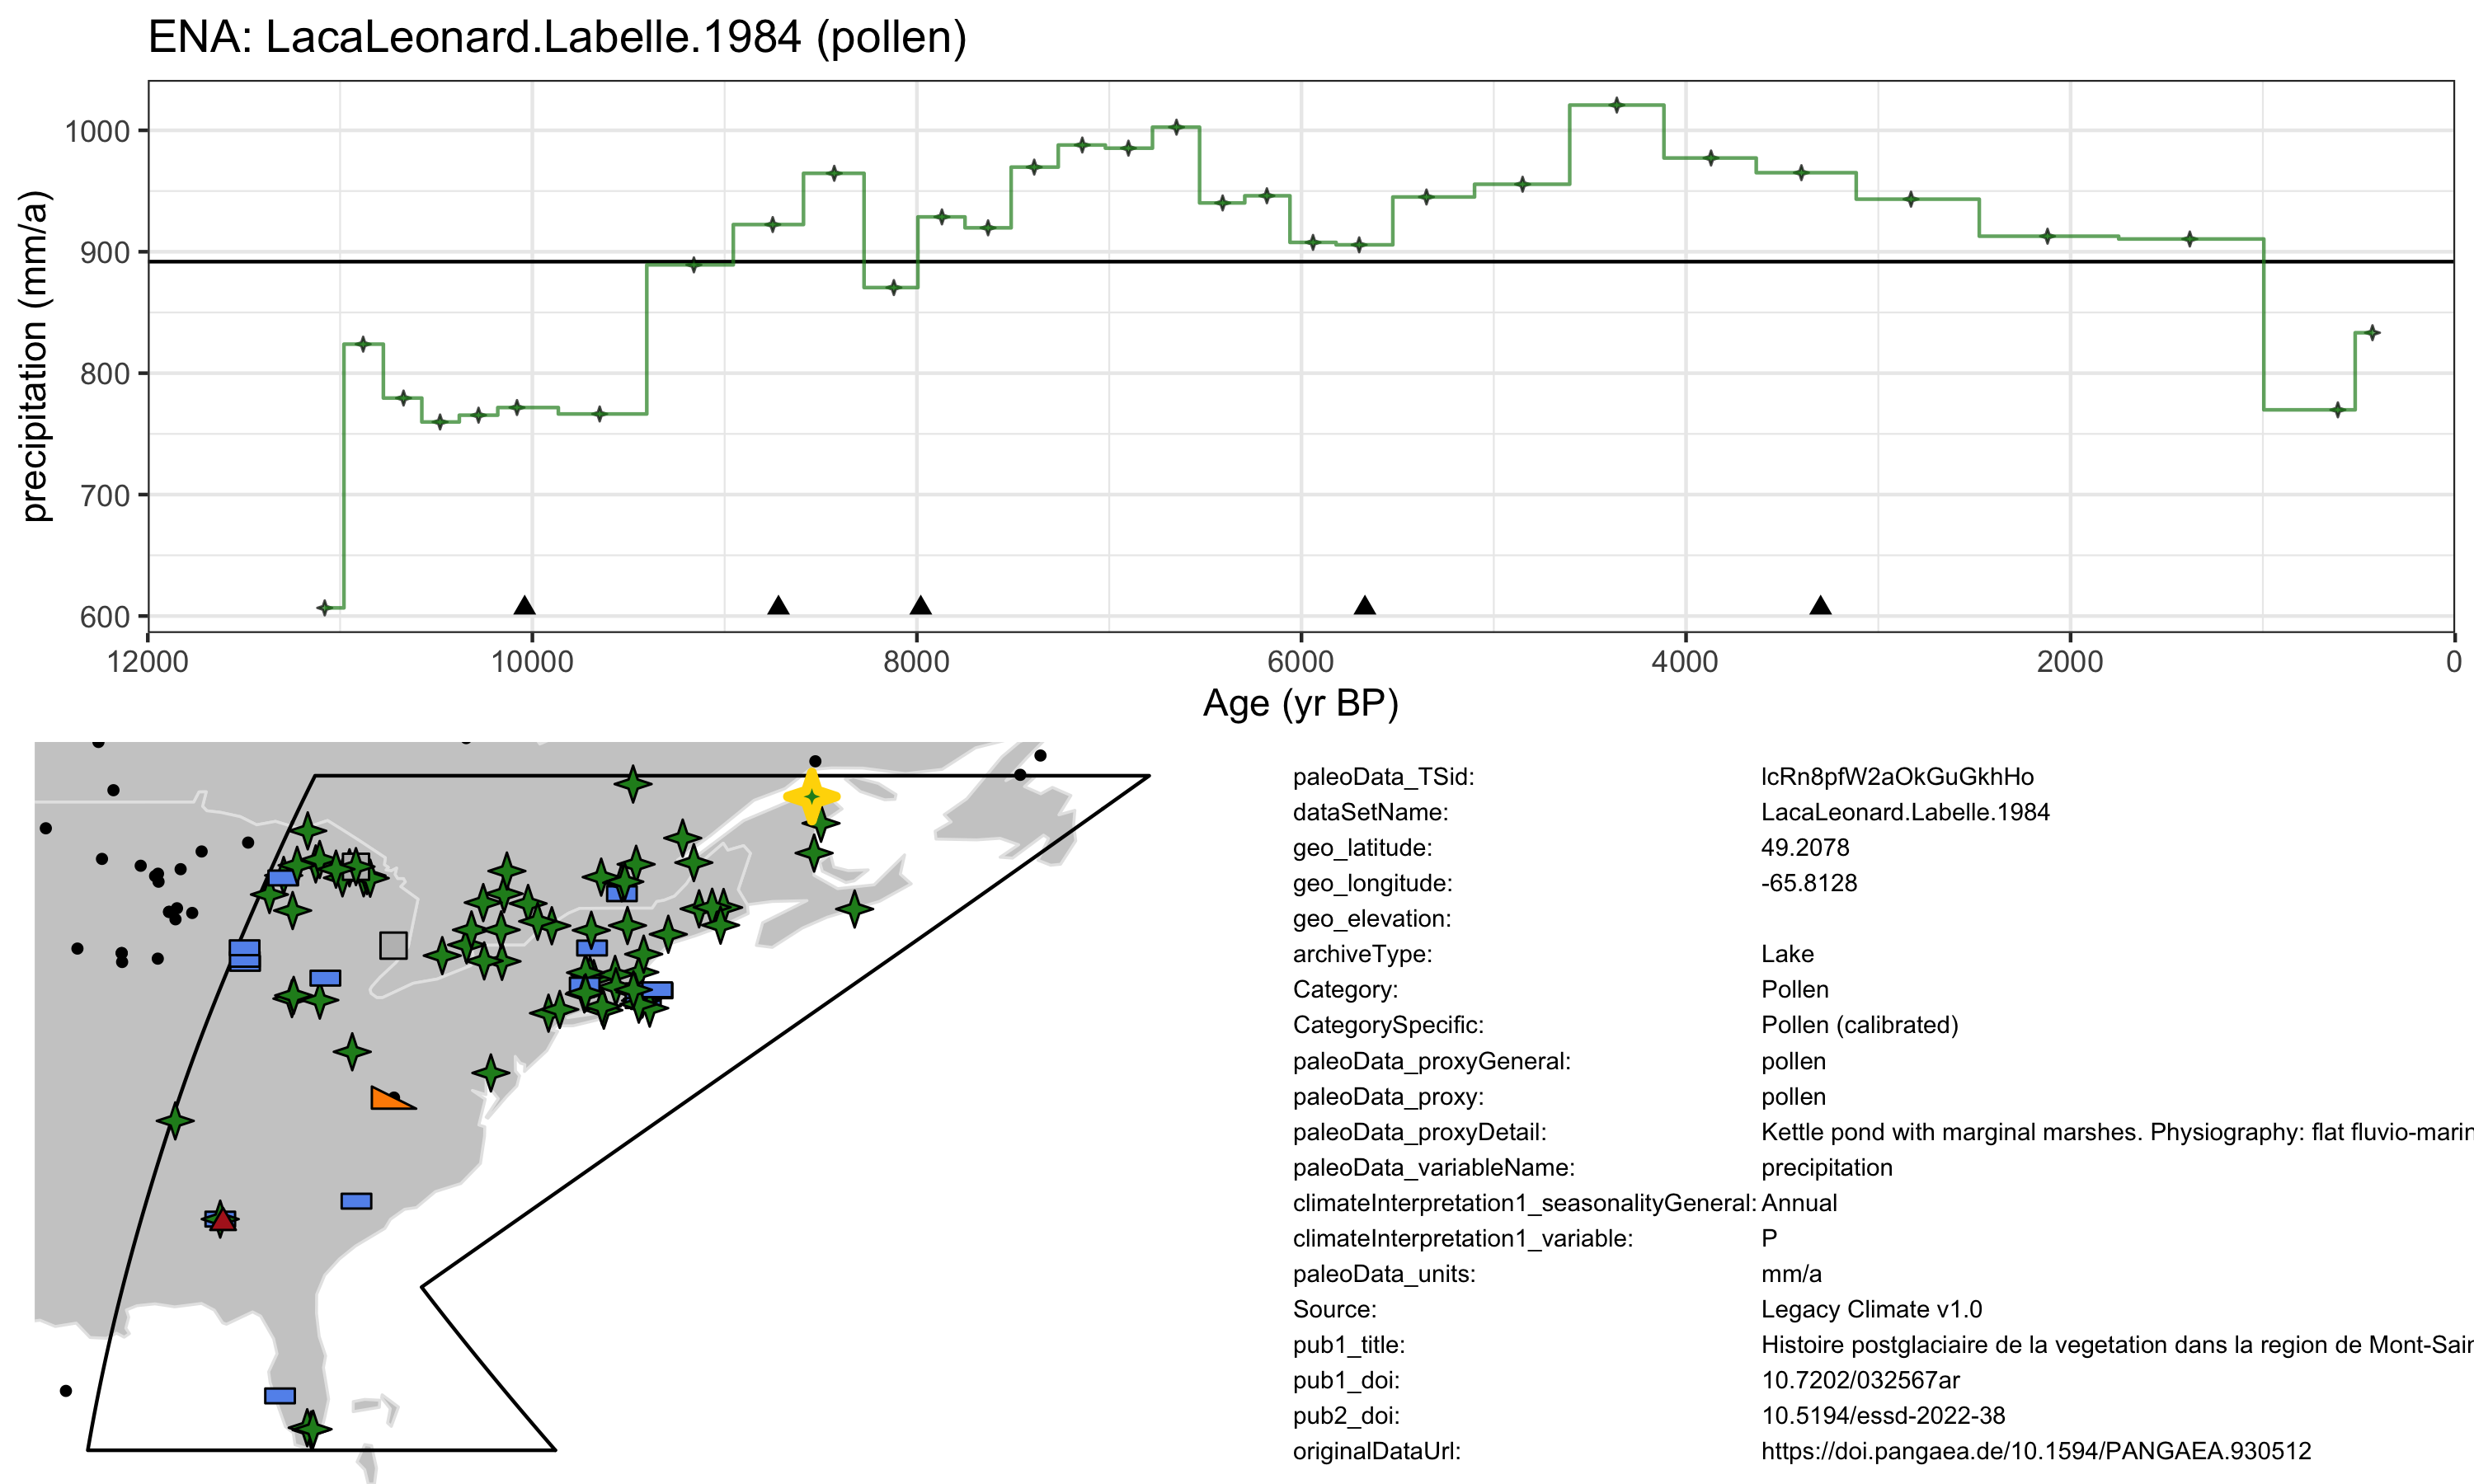 ENA: LacaLeonard.Labelle.1984 (pollen)
precipitation (mm/a)
1000
900
800
700
600
12000 10000 8000 6000 4000 2000 0
Age (yr BP)
paleoData_TSid: lcRn8pfW2aOkGuGkhHo
dataSetName: LacaLeonard.Labelle.1984
geo_latitude: 49.2078
geo_longitude: -65.8128
geo_elevation:
archiveType: Lake
Category: Pollen
CategorySpecific: Pollen (calibrated)
paleoData_proxyGeneral: pollen
paleoData_proxy: pollen
paleoData_proxyDetail: Kettle pond with marginal marshes. Physiography: flat fluvio-marin
paleoData_variableName: precipitation
climateInterpretation1_seasonalityGeneral: Annual
climateInterpretation1_variable: P
paleoData_units: mm/a
Source: Legacy Climate v1.0
pub1_title: Histoire postglaciaire de la vegetation dans la region de Mont-Sain
pub1_doi: 10.7202/032567ar
pub2_doi: 10.5194/essd-2022-38
originalDataUrl: https://doi.pangaea.de/10.1594/PANGAEA.930512